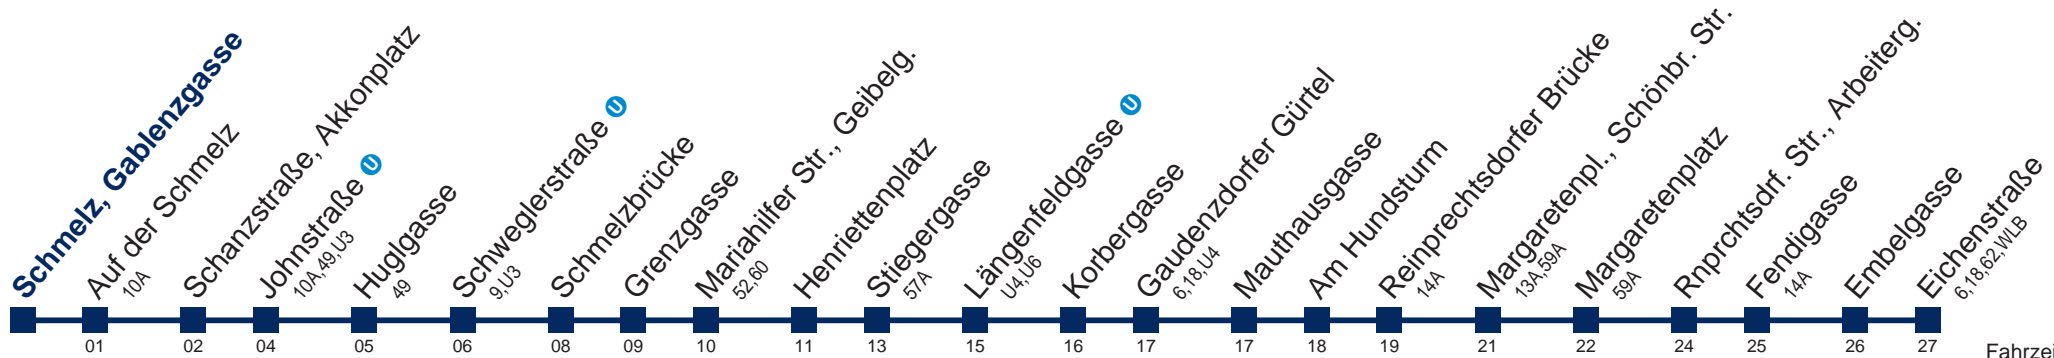 Schmelz, Gablenzgasse
Auf der Schmelz
10A
Schanzstraße, Akkonplatz
Johnstraße U
10A,49,U3
Huglgasse
49
Schweglerstraße U
9,U3
Schmelzbrücke
Grenzgasse
Mariahilfer Str., Geibelg.
52,60
Henriettenplatz
Stiegergasse
57A
Längenfeldgasse U
U4,U6
Korbergasse
Gaudenzdorfer Gürtel
6,18,U4
Mauthausgasse
Am Hundsturm
Reinprechtsdorfer Brücke
14A
Margaretenpl., Schönbr. Str.
13A,59A
Margaretenplatz
59A
Rnprchtsdrf. Str., Arbeiterg.
Fendigasse
14A
Embelgasse
Eichenstraße
6,18,62,WLB
01 02 04 05 06 08 09 10 11 13 15 16 17 17 18 19 21 22 24 25 26 27 Fahrzei